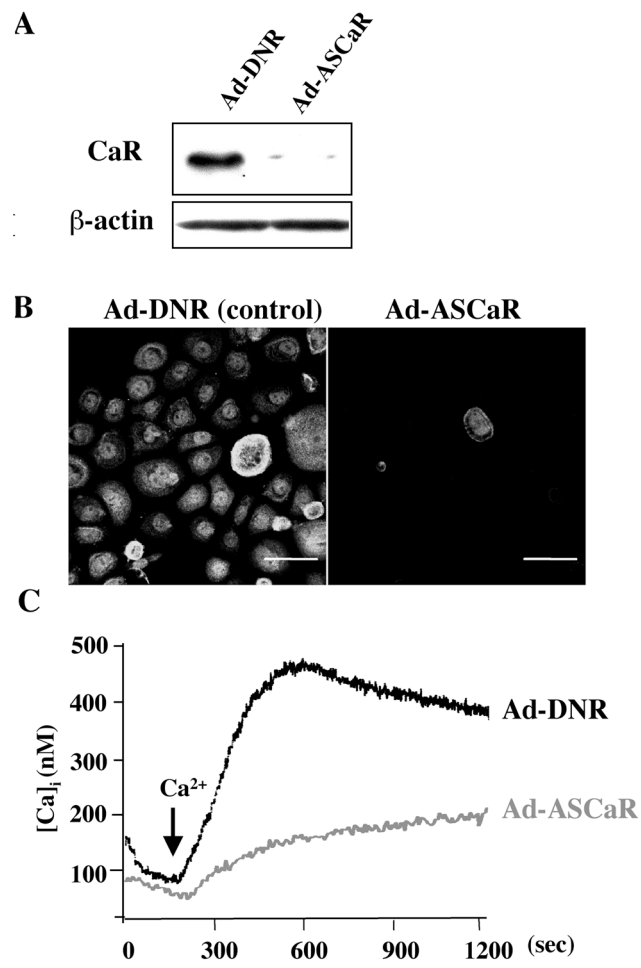 A
Ad-DNR
Ad-ASCaR
CaR
β-actin
B
Ad-DNR (control)
Ad-ASCaR
C
500
400
300
200
100
[Ca]i (nM)
Ca²⁺
Ad-DNR
Ad-ASCaR
0 300 600 900 1200 (sec)